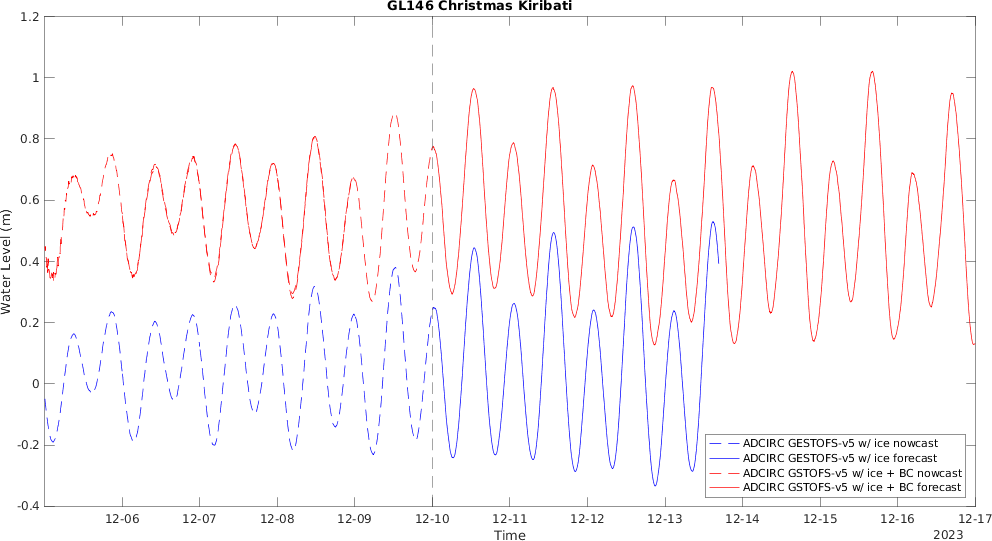 GL146 Christmas Kiribati
1.2
1
0.8
0.6
0.4
0.2
0
-0.2
-0.4
Water Level (m)
ADCIRC GESTOFS-v5 w/ ice nowcast
ADCIRC GESTOFS-v5 w/ ice forecast
ADCIRC GSTOFS-v5 w/ ice + BC nowcast
ADCIRC GSTOFS-v5 w/ ice + BC forecast
12-06 12-07 12-08 12-09 12-10 12-11 12-12 12-13 12-14 12-15 12-16 12-17
Time
2023